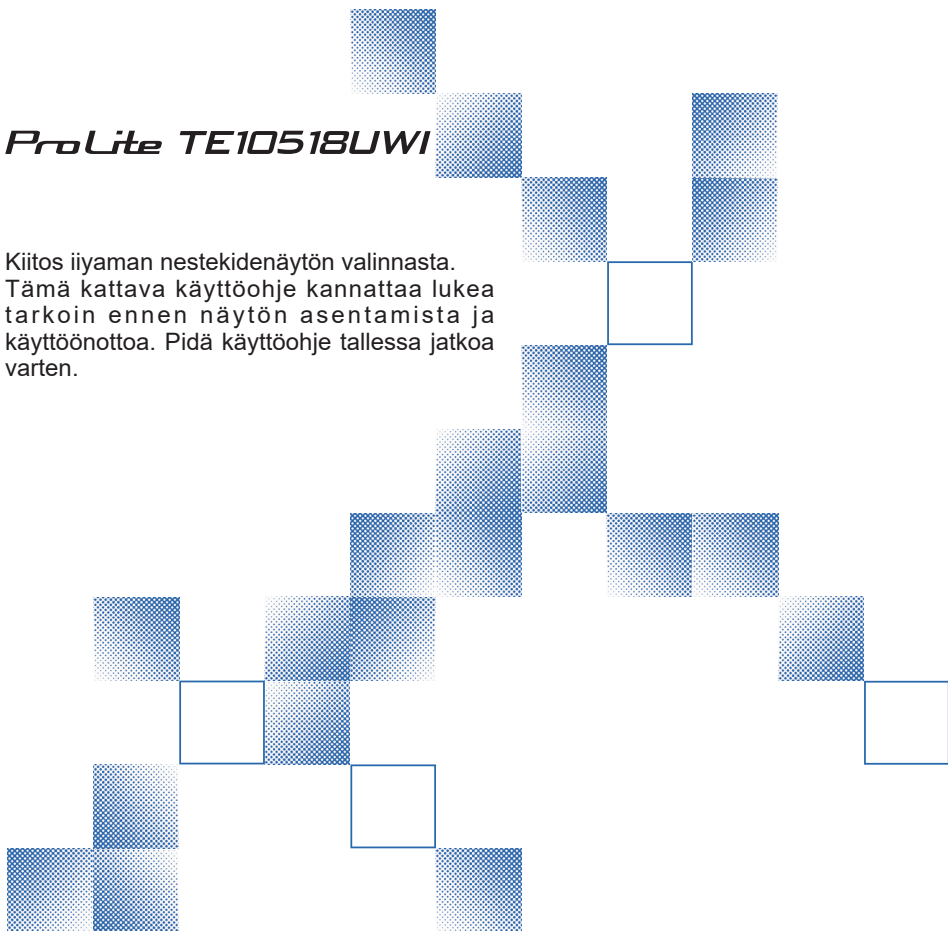 ProLite TE10518UWI
Kiitos iiyaman nestekidenäytön valinnasta.
Tämä kattava käyttöohje kannattaa lukea
tarkoin ennen näytön asentamista ja
käyttöönottoa. Pidä käyttöohje tallessa jatkoa
varten.